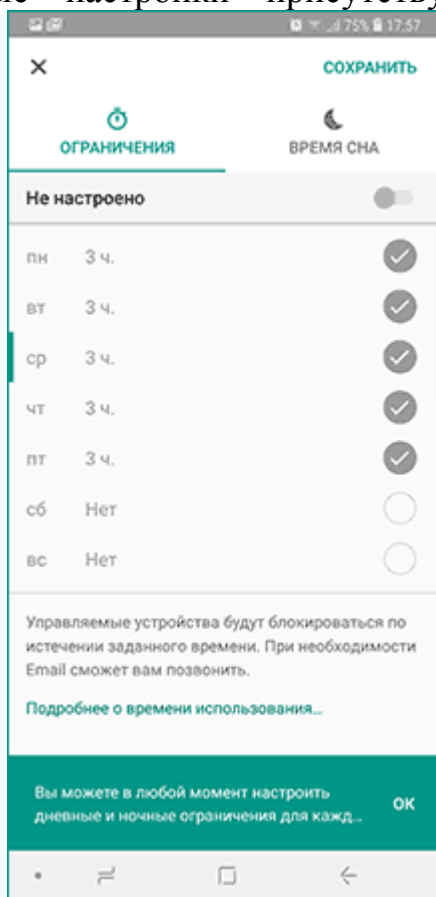 настройки присутству
75% 17:57
СОХРАНИТЬ
ОГРАНИЧЕНИЯ ВРЕМЯ СНА
Не настроено
пн 3 ч.
вт 3 ч.
ср 3 ч.
чт 3 ч.
пт 3 ч.
сб Нет
вс Нет
Управляемые устройства будут блокироваться по
истечении заданного времени. При необходимости
Email сможет вам позвонить.
Подробнее о времени использования...
Вы можете в любой момент настроить
дневные и ночные ограничения для кажд...
ОК